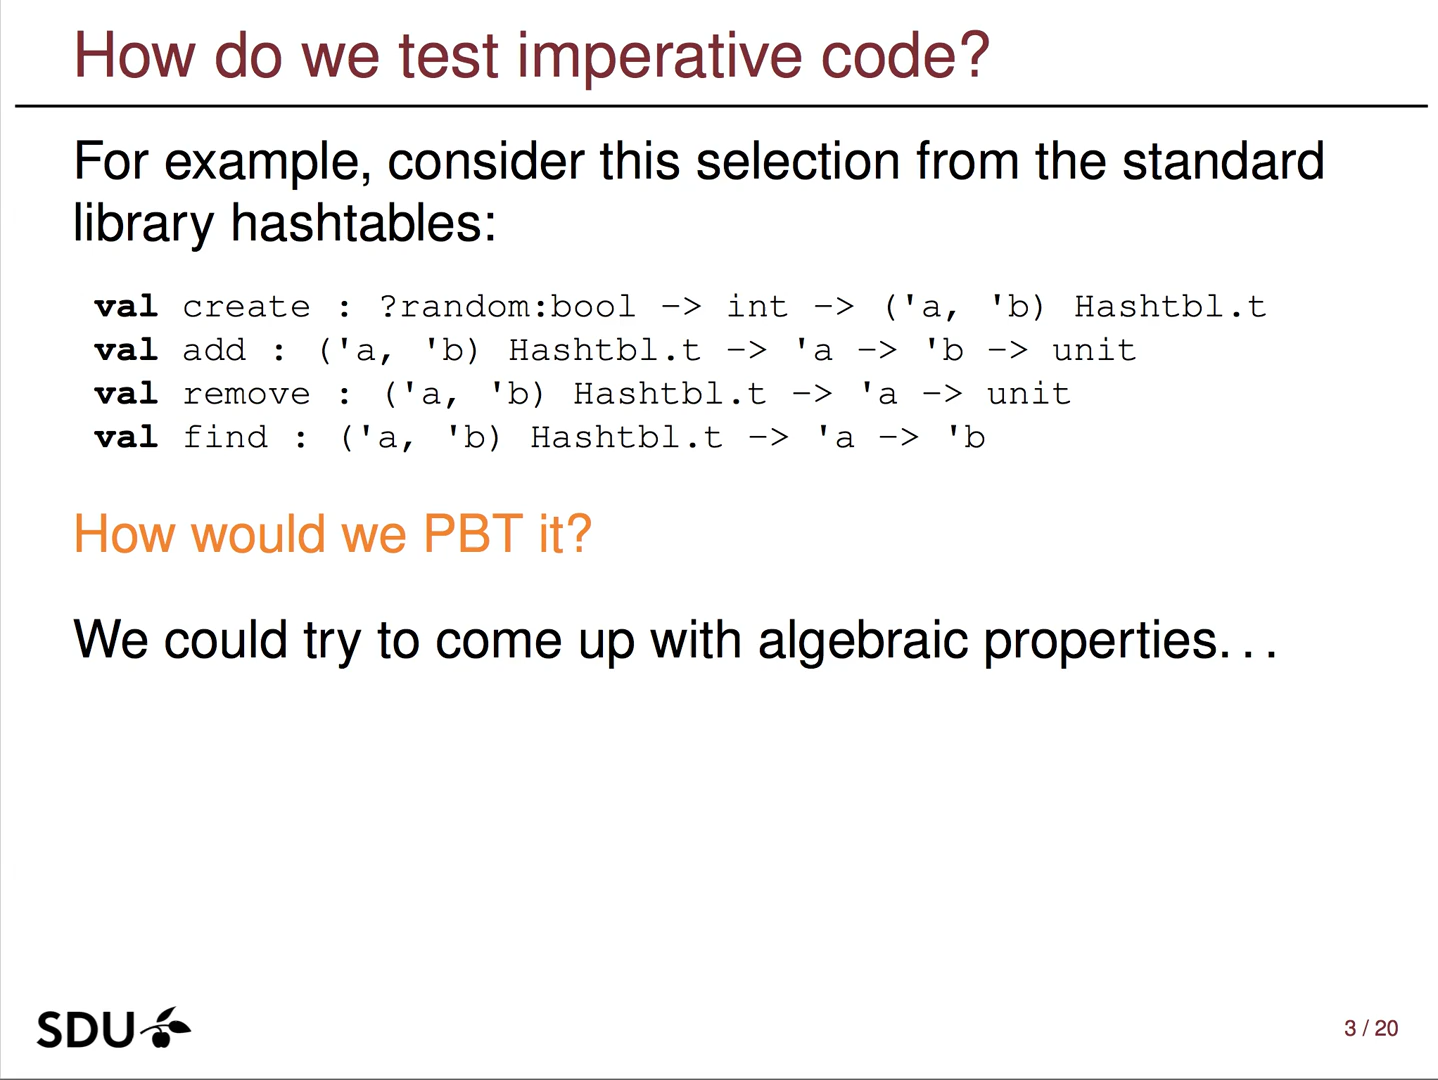 How do we test imperative code?
For example, consider this selection from the standard
library hashtables:
val create : ?random:bool -> int -> ('a, 'b) Hashtbl.t
val add : ('a, 'b) Hashtbl.t -> 'a -> 'b -> unit
val remove : ('a, 'b) Hashtbl.t -> 'a -> unit
val find : ('a, 'b) Hashtbl.t -> 'a -> 'b
How would we PBT it?
We could try to come up with algebraic properties...
SDU
3 / 20